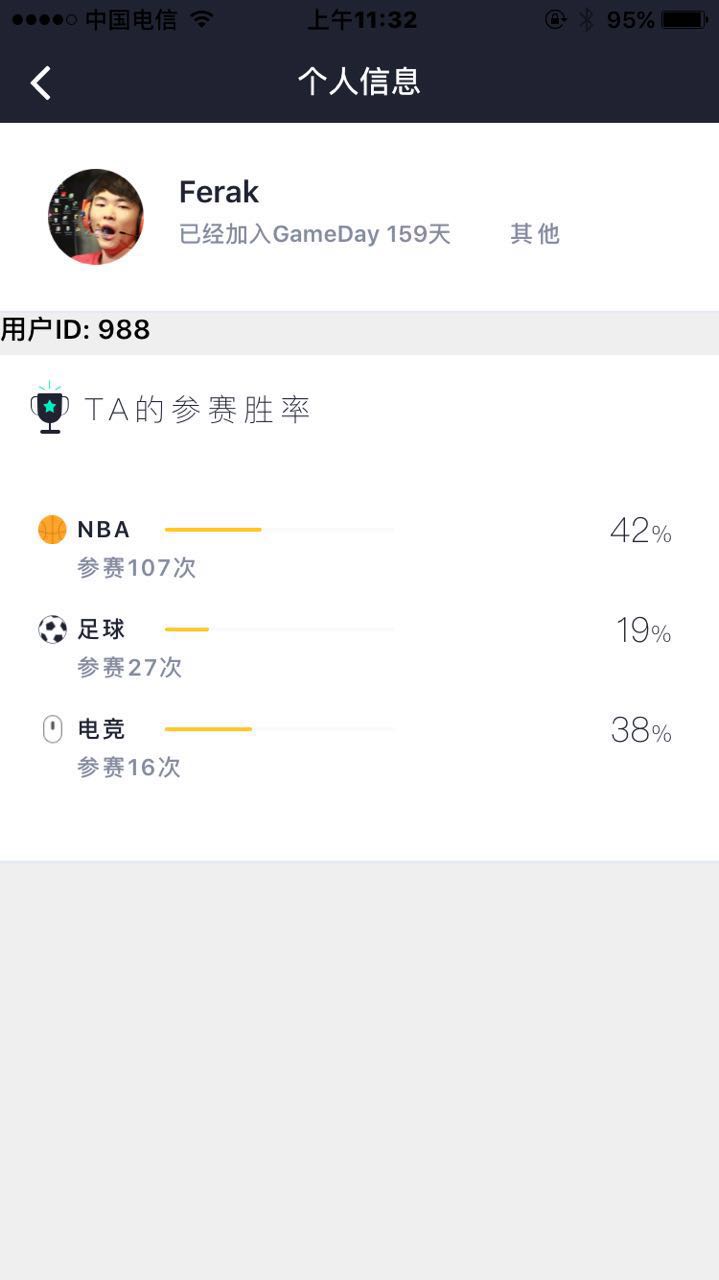 中国电信 上午11:32 95%
个人信息
Ferak
已经加入GameDay 159天 其他
用户ID: 988
TA的参赛胜率
NBA 42%
参赛107次
足球 19%
参赛27次
电竞 38%
参赛16次